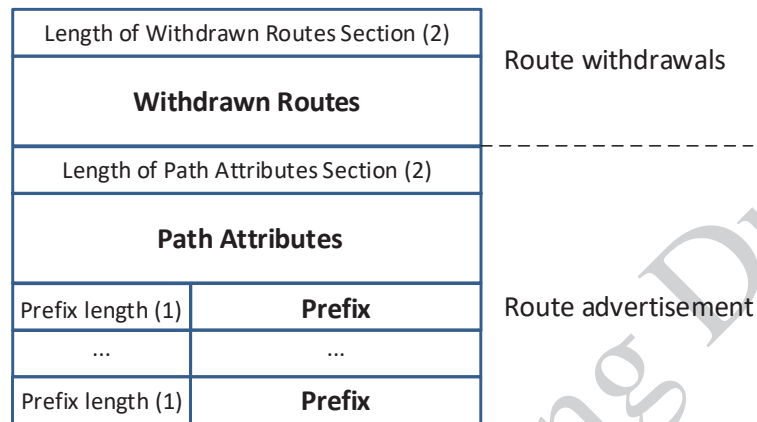 Length of Withdrawn Routes Section (2)
Route withdrawals
Withdrawn Routes
Length of Path Attributes Section (2)
Path Attributes
Prefix length (1) Prefix
Route advertisement
... ...
Prefix length (1) Prefix